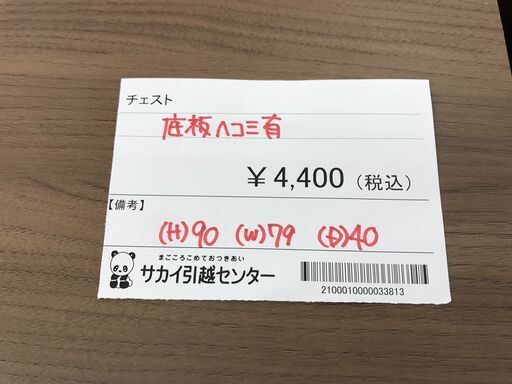 チェスト
底板ヘコミ有
¥4,400(税込)
【備考】
(H)90 (W)79 (D)40
まごころこめておつきあい
サカイ引越センター
2100010000033813